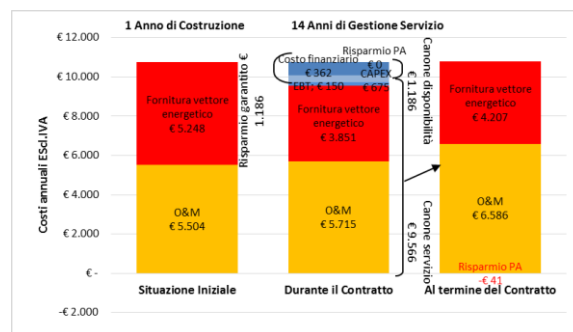 1 Anno di Costruzione
14 Anni di Gestione Servizio
Costi annuali EScl.IVA
€ 12.000
€ 10.000
€ 8.000
€ 6.000
€ 4.000
€ 2.000
€ -
-€ 2.000
Fornitura vettore
energetico
€ 5.248
O&M
€ 5.504
Situazione Iniziale
Risparmio garantito €
1.186
Risparmio PA
€ 0
Costo finanziario
€ 362
CAPEX
€ 675
EBT; € 150
Fornitura vettore
energetico
€ 3.851
O&M
€ 5.715
Durante il Contratto
Canone disponibilità
€ 1.186
Canone servizio
€ 9.566
Fornitura vettore
energetico
€ 4.207
O&M
€ 6.586
Risparmio PA
-€ 41
Al termine del Contratto